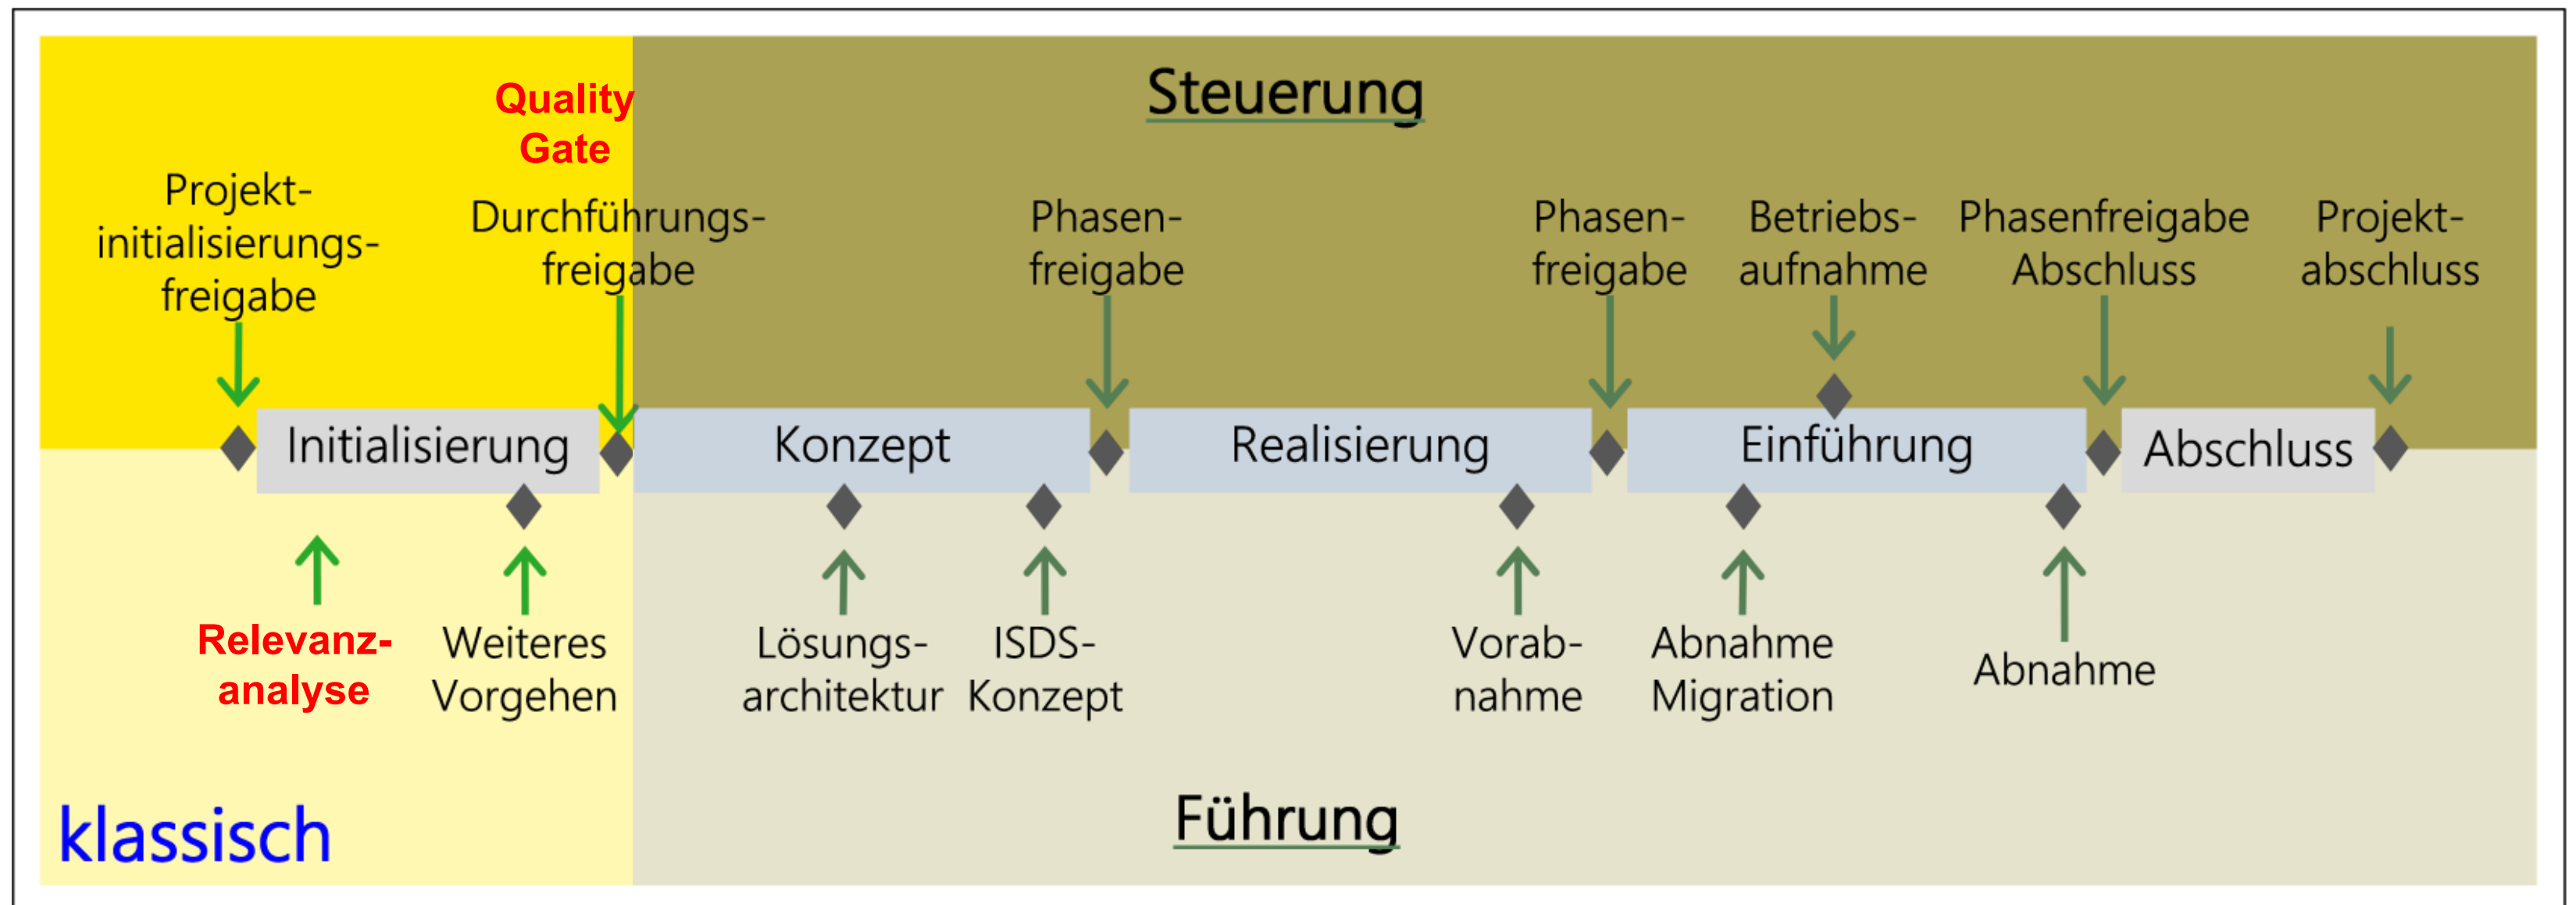 Steuerung
Quality
Gate
Projekt-
initialisierungs-
freigabe
Durchführungs-
freigabe
Phasen-
freigabe
Phasen-
freigabe
Betriebs-
aufnahme
Phasenfreigabe
Abschluss
Projekt-
abschluss
Initialisierung
Konzept
Realisierung
Einführung
Abschluss
Relevanz-
analyse
Weiteres
Vorgehen
Lösungs-
architektur
ISDS-
Konzept
Vorab-
nahme
Abnahme
Migration
Abnahme
klassisch
Führung